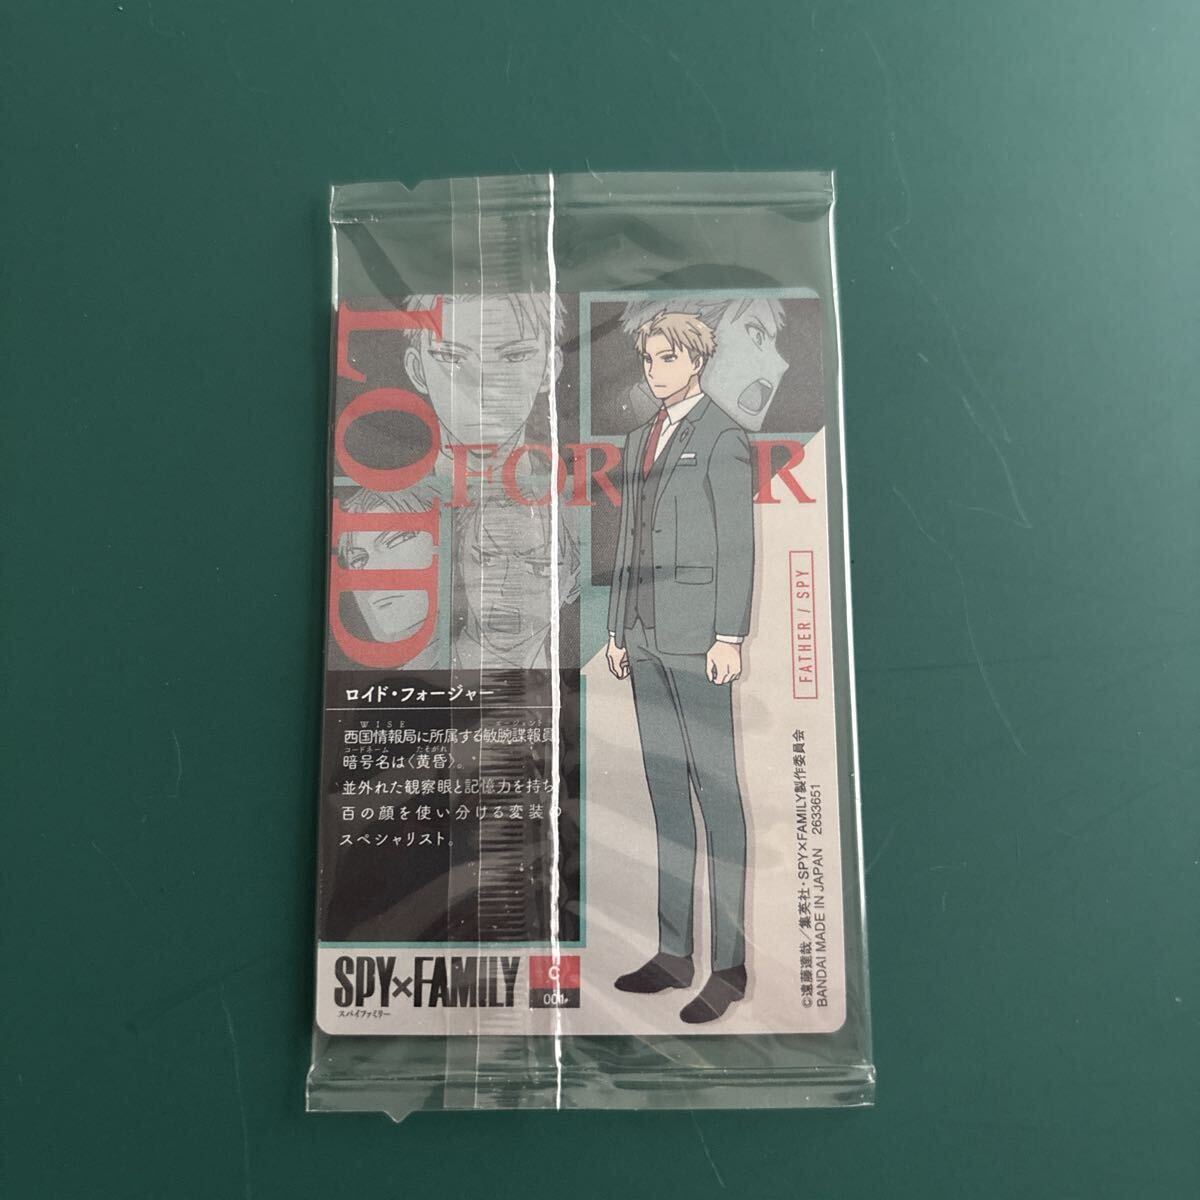 LOID
FOR R
FATHER / SPY
ロイド・フォージャー
WISE エージェント
西国情報局に所属する敏腕諜報員
コードネーム たそがれ
暗号名は〈黄昏〉。
並外れた観察眼と記憶力を持ち
百の顔を使い分ける変装の
スペシャリスト。
SPY×FAMILY
スパイファミリー
C
001
©遠藤達哉／集英社・SPY×FAMILY製作委員会
BANDAI MADE IN JAPAN 2633651